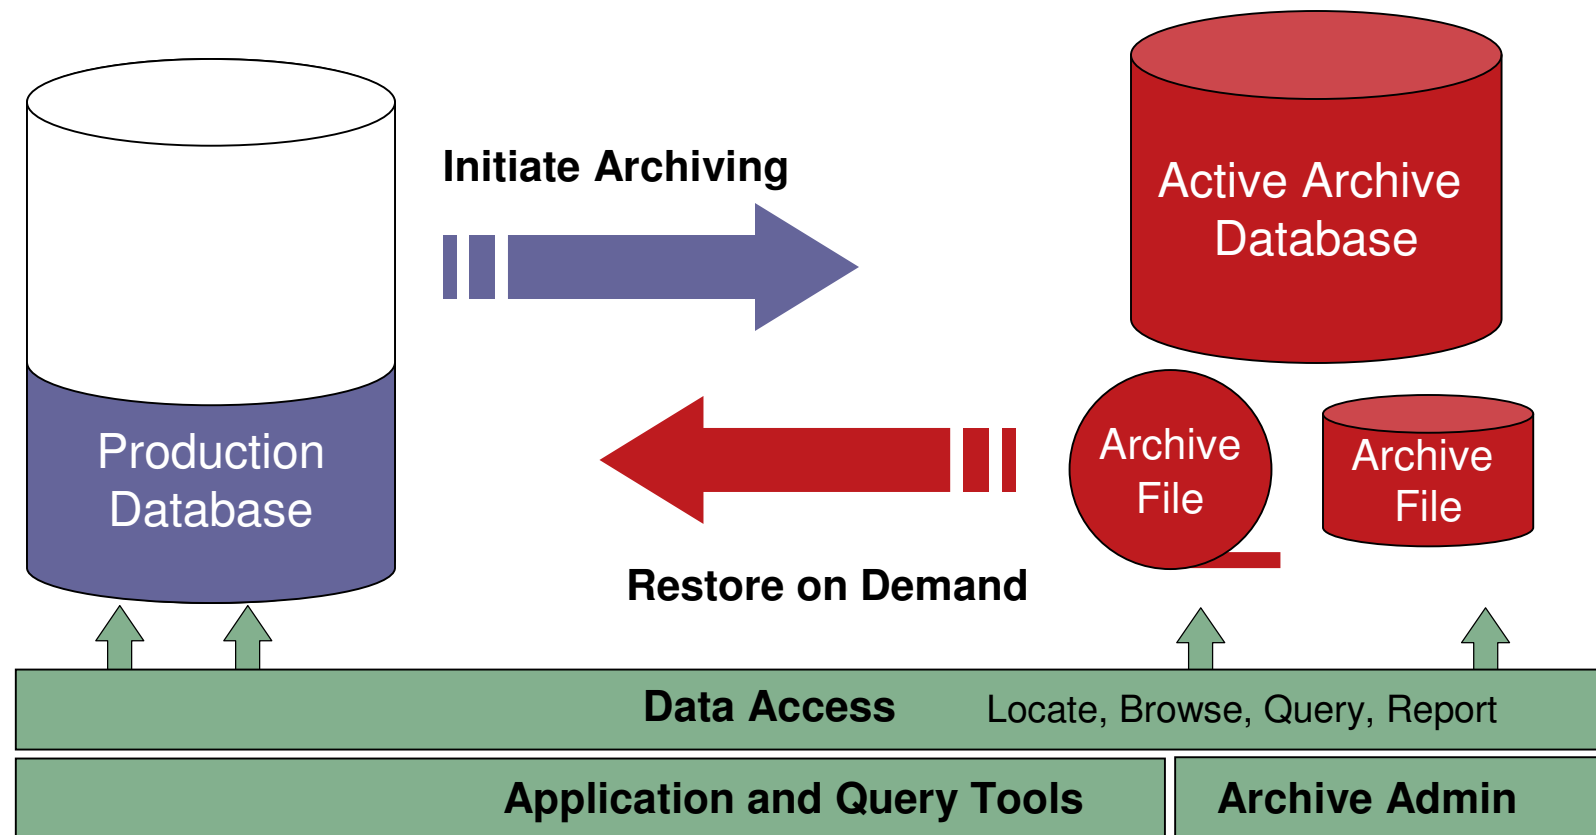 Initiate Archiving
Active Archive
Database
Production
Database
Archive
File
Archive
File
Restore on Demand
Data Access
Locate, Browse, Query, Report
Application and Query Tools
Archive Admin